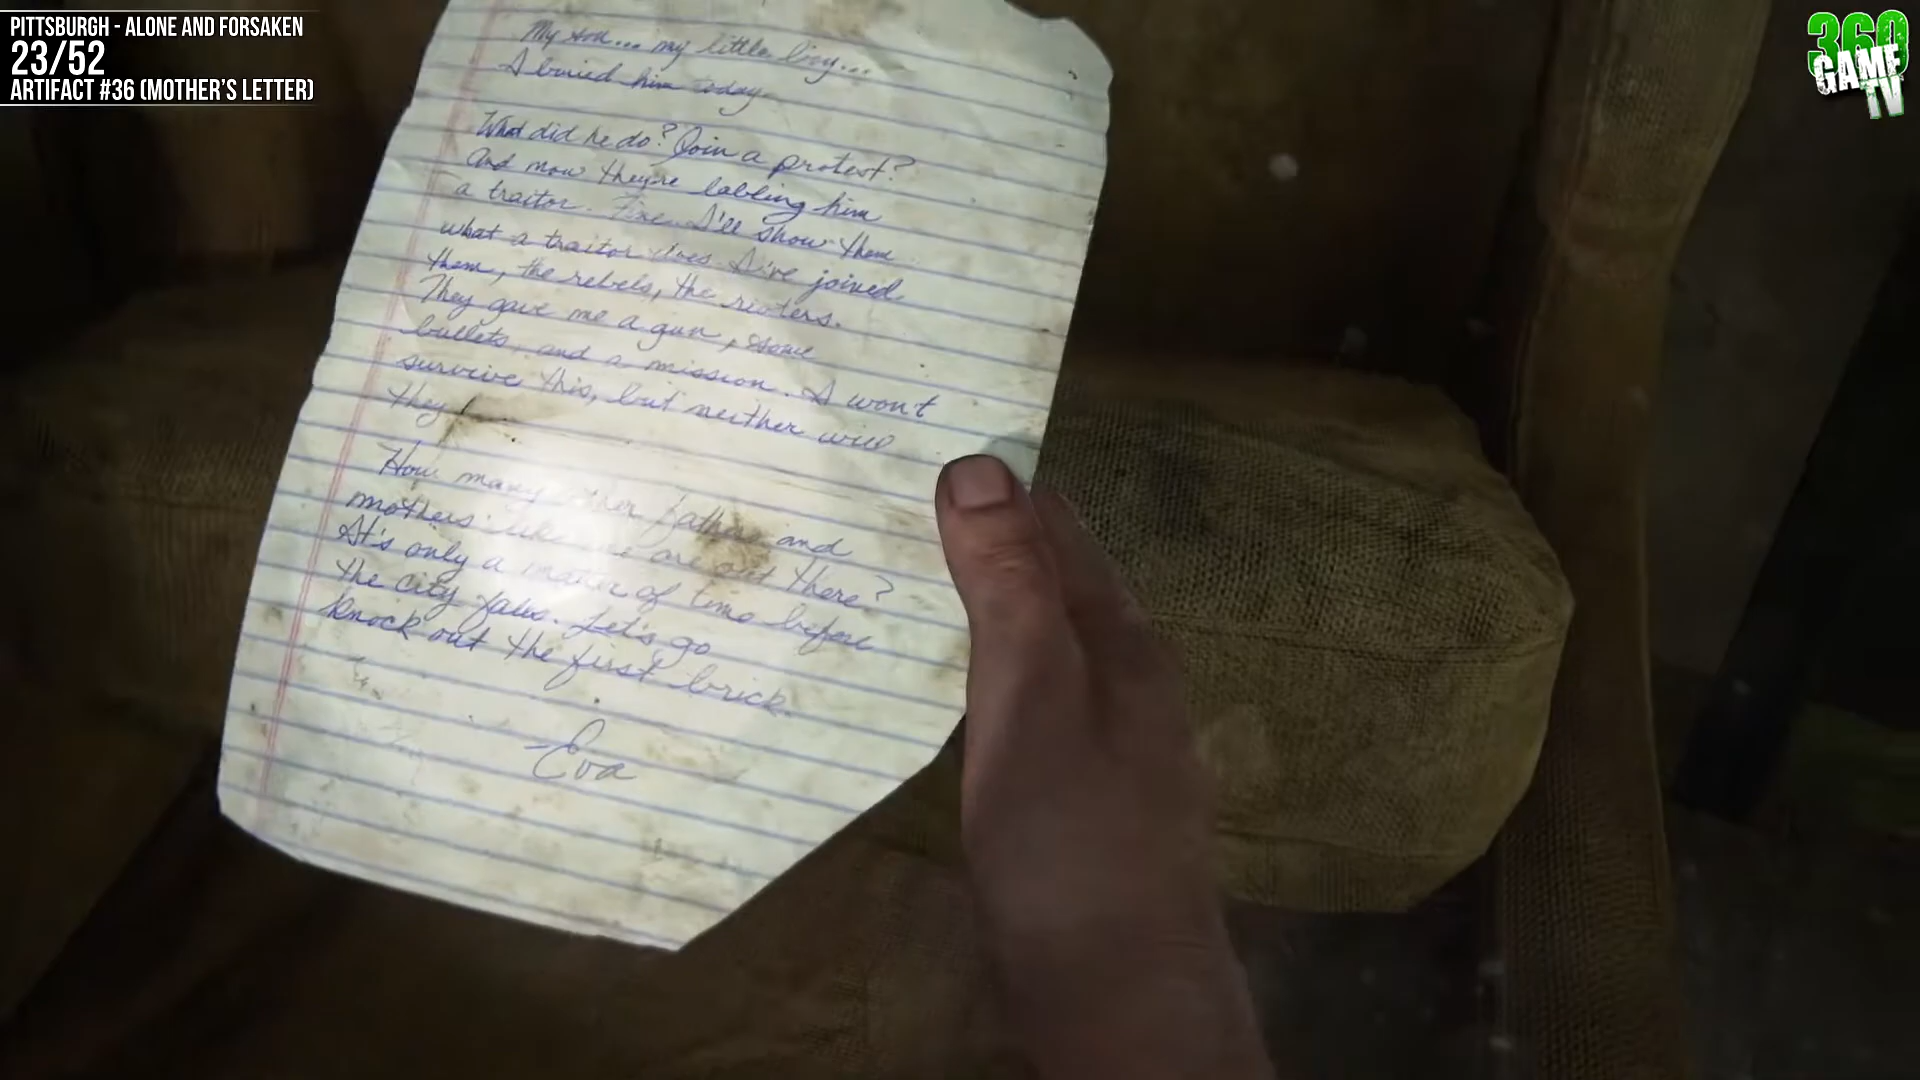 PITTSBURGH - ALONE AND FORSAKEN
23/52
ARTIFACT #36 (MOTHER'S LETTER)
360
GAME
TV
My son... my little boy...
I buried him today.
What did he do? Join a protest?
And now they're labling him
a traitor. Fine. I'll show them
what a traitor does. I've joined
them, the rebels, the rioters.
They gave me a gun, some
bullets, and a mission. I won't
survive this, but neither will
they
How many other fathers and
mothers like me are out there?
It's only a matter of time before
the city falls. Let's go
knock out the first brick.
-Eva